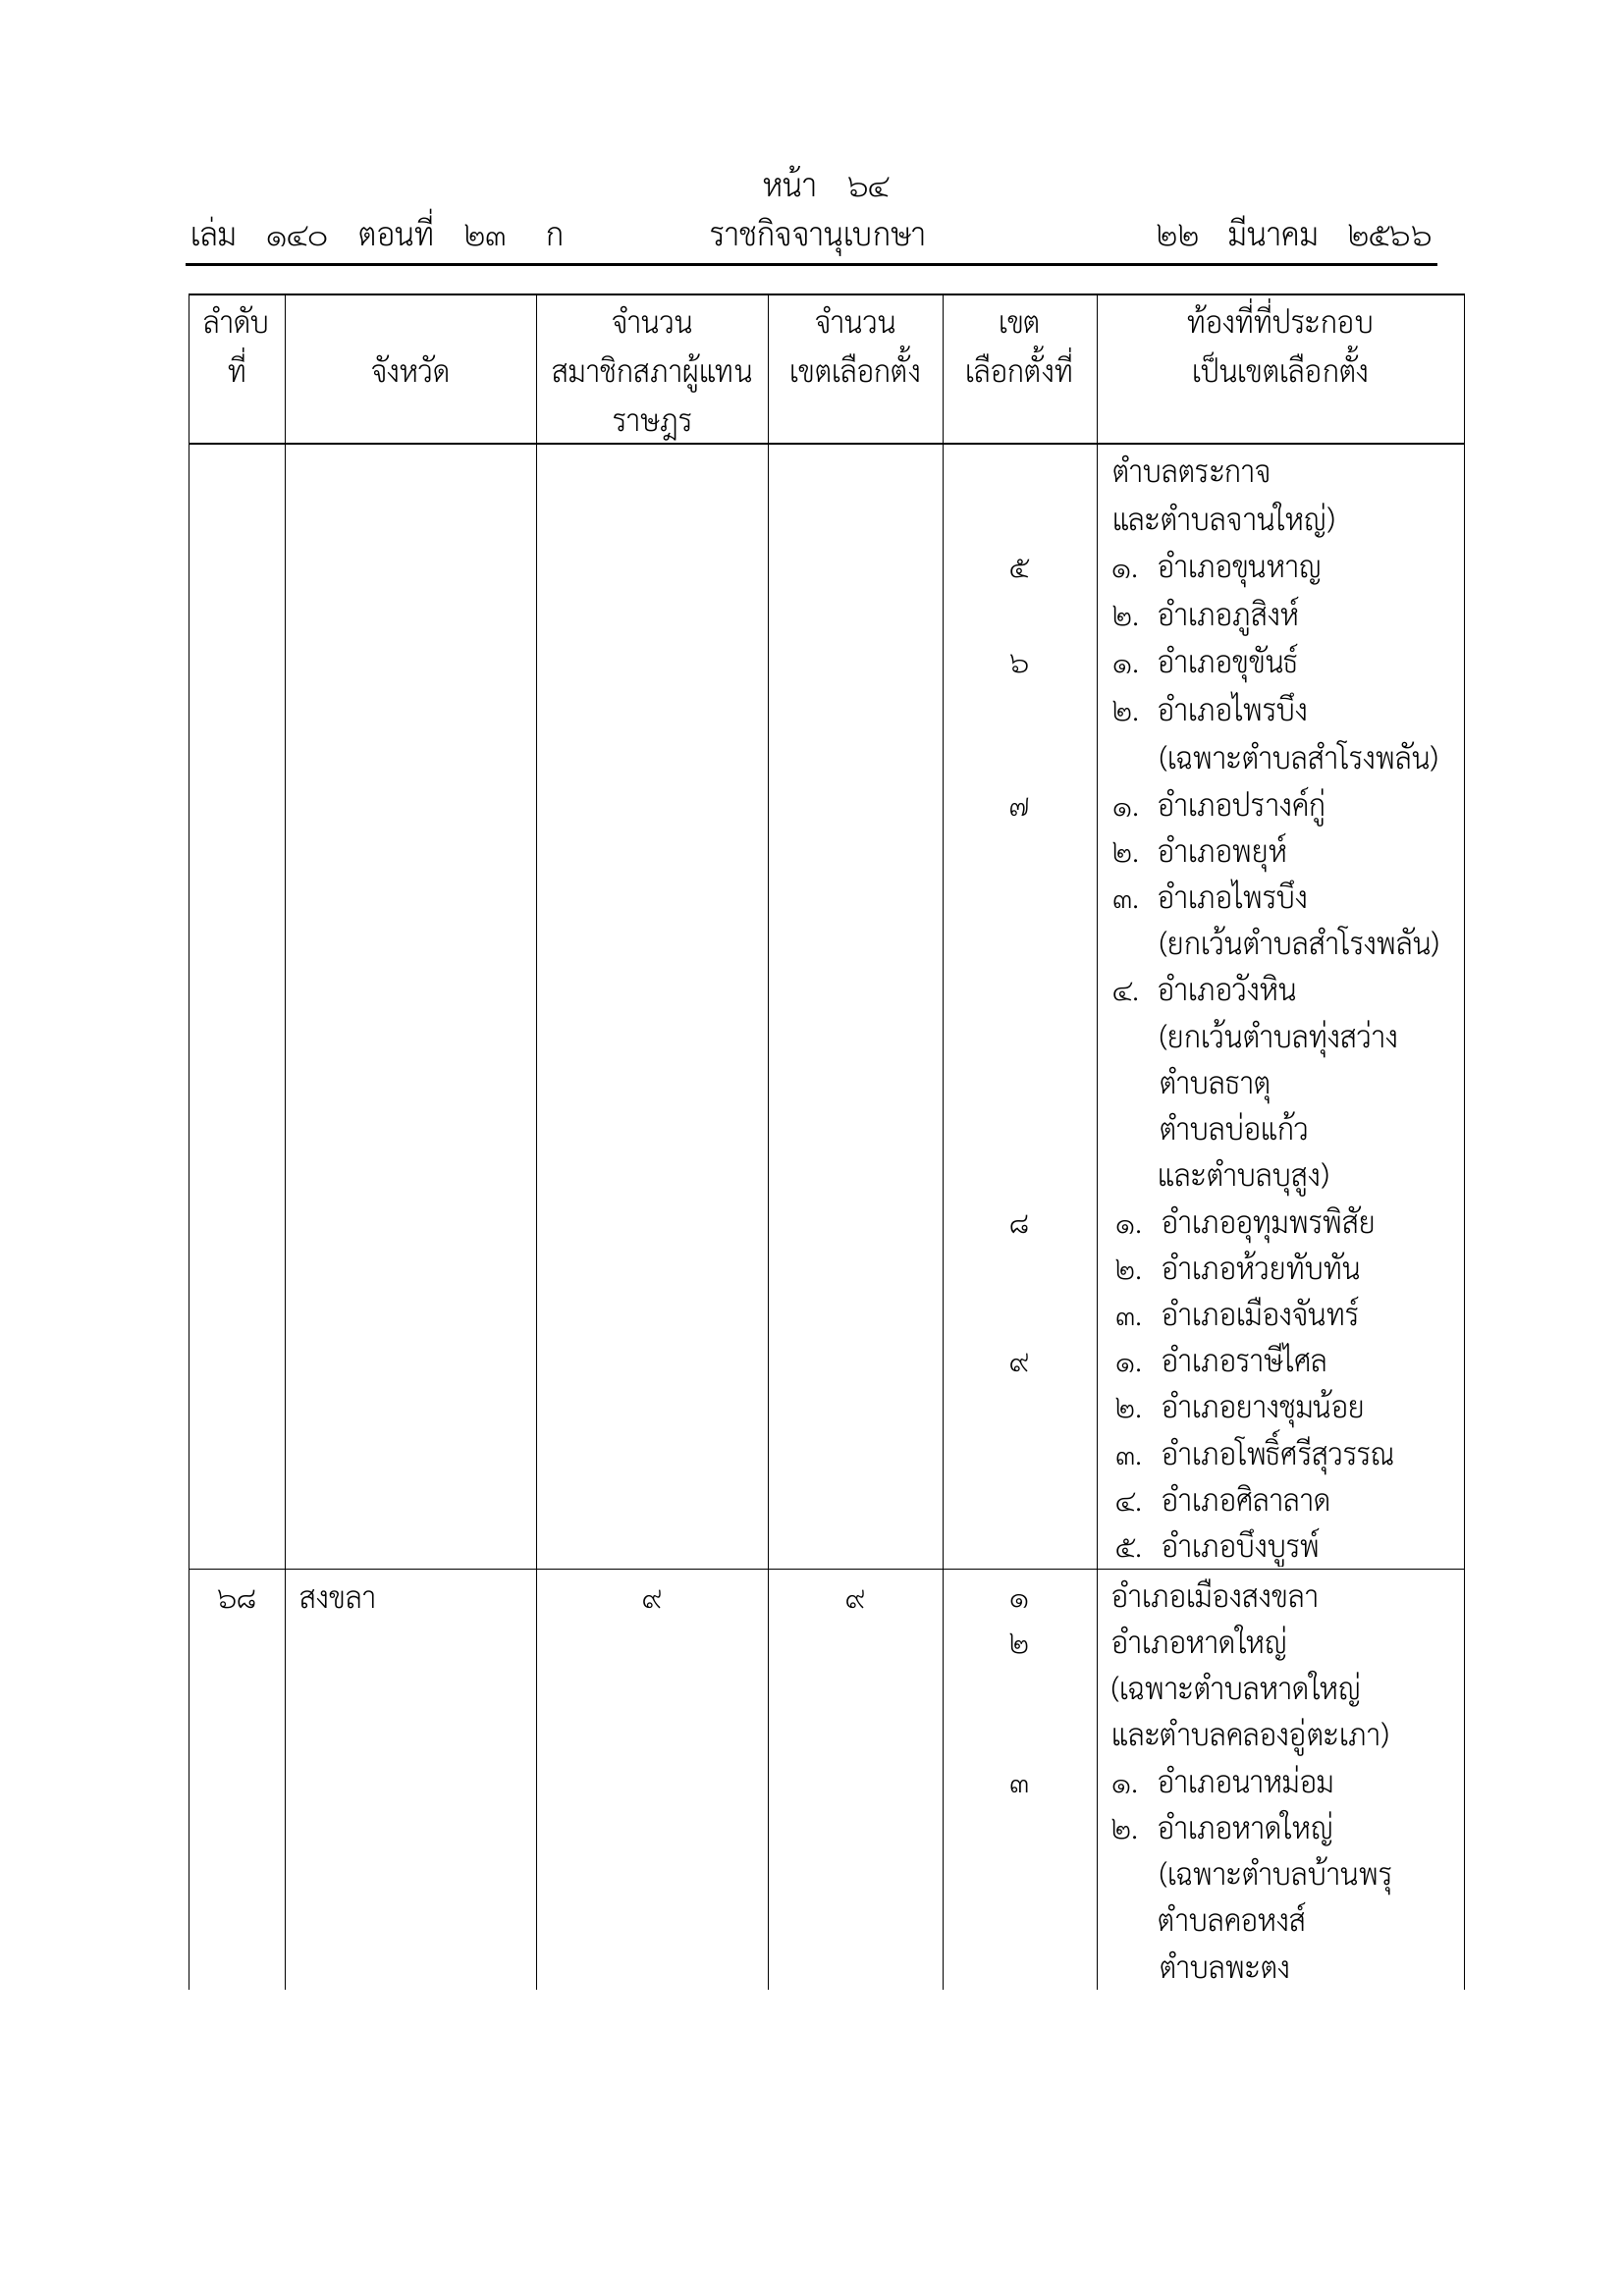 หน้า ๖๔
เล่ม ๑๔๐ ตอนที่ ๒๓ ก ราชกิจจานุเบกษา ๒๒ มีนาคม ๒๕๖๖
ลำดับ จำนวน จำนวน เขต ท้องที่ที่ประกอบ
ที่ จังหวัด สมาชิกสภาผู้แทน เขตเลือกตั้ง เลือกตั้งที่ เป็นเขตเลือกตั้ง
ราษฎร
ตำบลตระกาจ
และตำบลจานใหญ่)
๕ ๑. อำเภอขุนหาญ
๒. อำเภอภูสิงห์
๖ ๑. อำเภอขุขันธ์
๒. อำเภอไพรบึง
(เฉพาะตำบลสำโรงพลัน)
๗ ๑. อำเภอปรางค์กู่
๒. อำเภอพยุห์
๓. อำเภอไพรบึง
(ยกเว้นตำบลสำโรงพลัน)
๔. อำเภอวังหิน
(ยกเว้นตำบลทุ่งสว่าง
ตำบลธาตุ
ตำบลบ่อแก้ว
และตำบลบุสูง)
๘ ๑. อำเภออุทุมพรพิสัย
๒. อำเภอห้วยทับทัน
๓. อำเภอเมืองจันทร์
๙ ๑. อำเภอราษีไศล
๒. อำเภอยางชุมน้อย
๓. อำเภอโพธิ์ศรีสุวรรณ
๔. อำเภอศิลาลาด
๕. อำเภอบึงบูรพ์
๖๘ สงขลา ๙ ๙ ๑ อำเภอเมืองสงขลา
๒ อำเภอหาดใหญ่
(เฉพาะตำบลหาดใหญ่
และตำบลคลองอู่ตะเภา)
๓ ๑. อำเภอนาหม่อม
๒. อำเภอหาดใหญ่
(เฉพาะตำบลบ้านพรุ
ตำบลคอหงส์
ตำบลพะตง